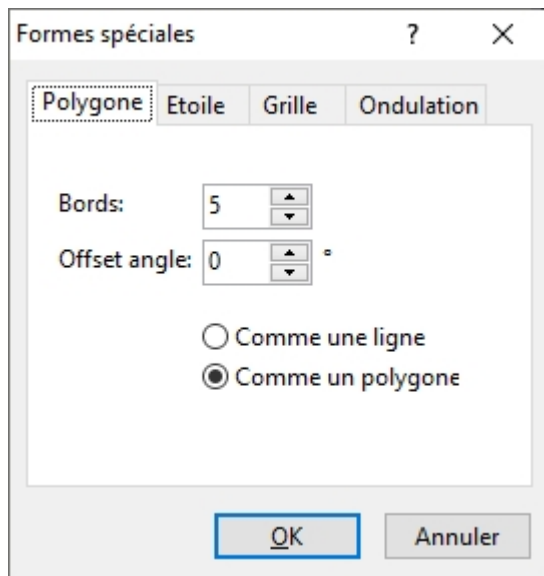 Formes spéciales ?
Polygone Etoile Grille Ondulation
Bords: 5
Offset angle: 0 °
Comme une ligne
Comme un polygone
OK Annuler